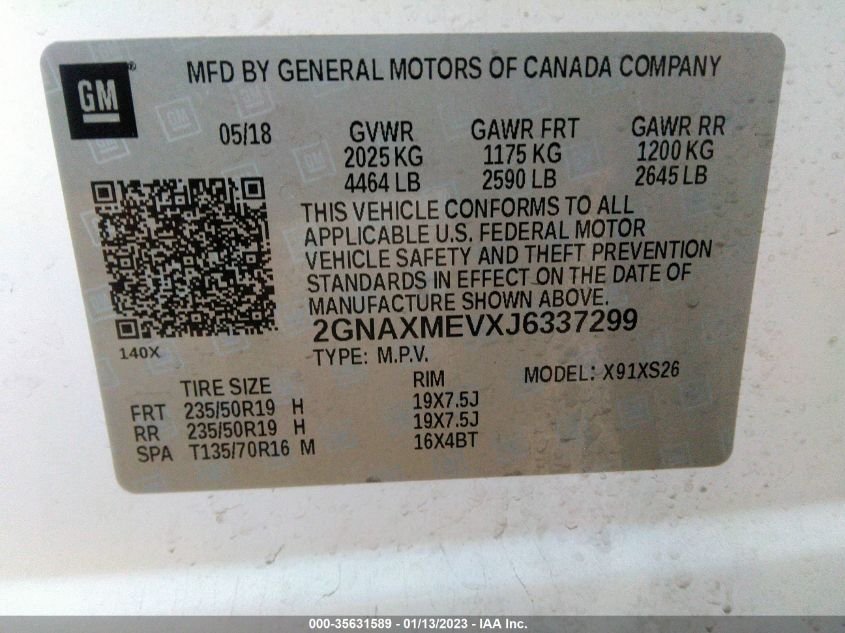 GM ®
MFD BY GENERAL MOTORS OF CANADA COMPANY
05/18 GVWR GAWR FRT GAWR RR
2025 KG 1175 KG 1200 KG
4464 LB 2590 LB 2645 LB
THIS VEHICLE CONFORMS TO ALL
APPLICABLE U.S. FEDERAL MOTOR
VEHICLE SAFETY AND THEFT PREVENTION
STANDARDS IN EFFECT ON THE DATE OF
MANUFACTURE SHOWN ABOVE.
2GNAXMEVXJ6337299
140X
TYPE: M.P.V. MODEL: X91XS26
TIRE SIZE RIM
FRT 235/50R19 H 19X7.5J
RR 235/50R19 H 19X7.5J
SPA T135/70R16 M 16X4BT
000-35631589 - 01/13/2023 - IAA Inc.